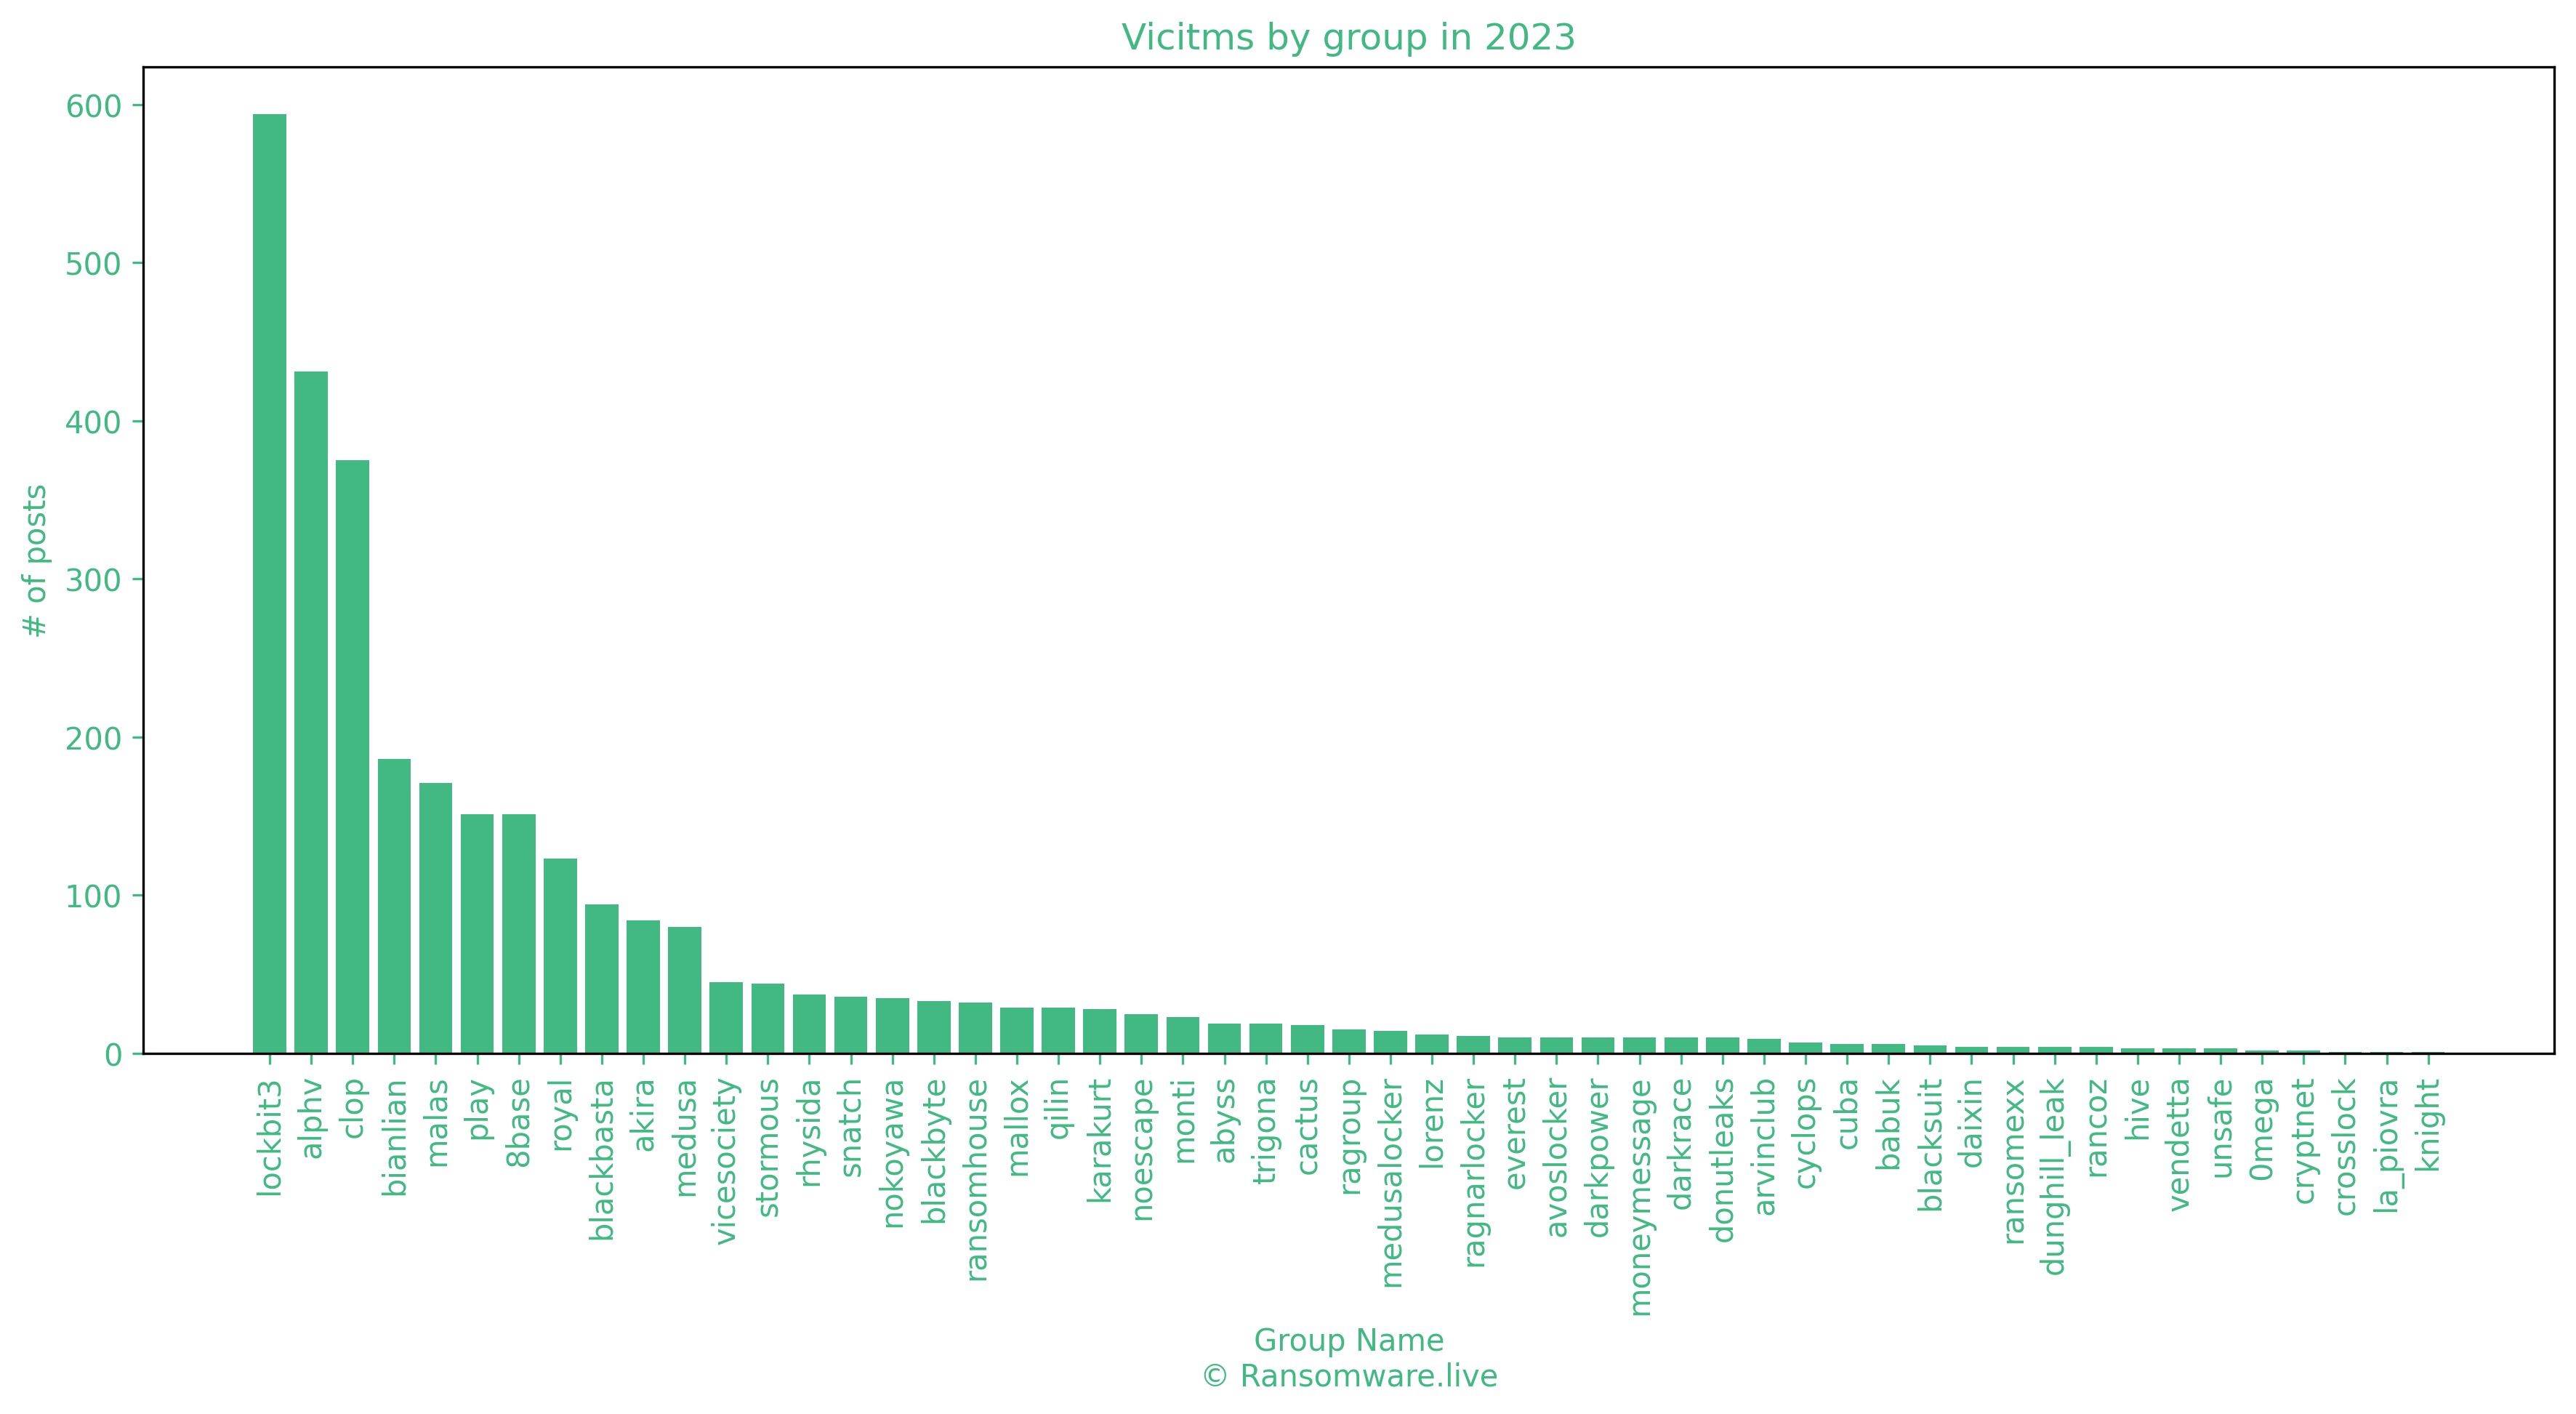 Vicitms by group in 2023
# of posts
600
500
400
300
200
100
0
lockbit3
alphv
clop
bianlian
malas
play
8base
royal
blackbasta
akira
medusa
vicesociety
stormous
rhysida
snatch
nokoyawa
blackbyte
ransomhouse
mallox
qilin
karakurt
noescape
monti
abyss
trigona
cactus
ragroup
medusalocker
lorenz
ragnarlocker
everest
avoslocker
darkpower
moneymessage
darkrace
donutleaks
arvinclub
cyclops
cuba
babuk
blacksuit
daixin
ransomexx
dunghill_leak
rancoz
hive
vendetta
unsafe
0mega
cryptnet
crosslock
la_piovra
knight
Group Name
© Ransomware.live